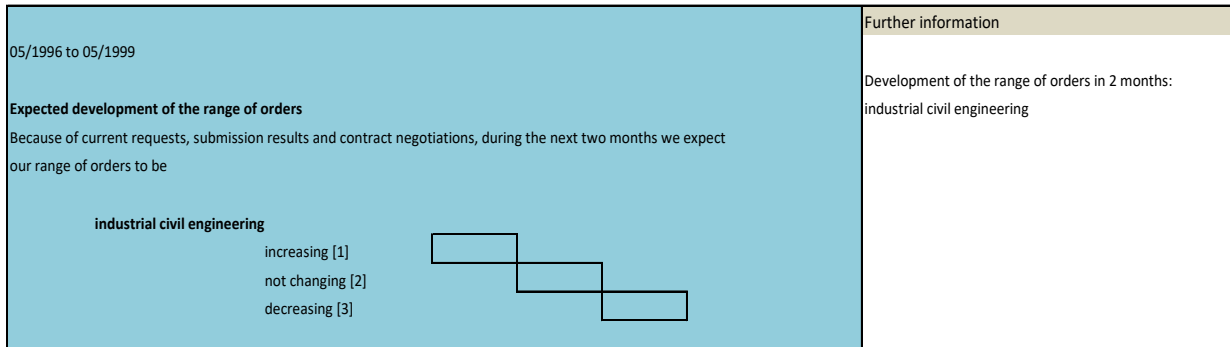 05/1996 to 05/1999
Expected development of the range of orders
Because of current requests, submission results and contract negotiations, during the next two months we expect
our range of orders to be
industrial civil engineering
increasing [1]
not changing [2]
decreasing [3]
Further information
Development of the range of orders in 2 months:
industrial civil engineering